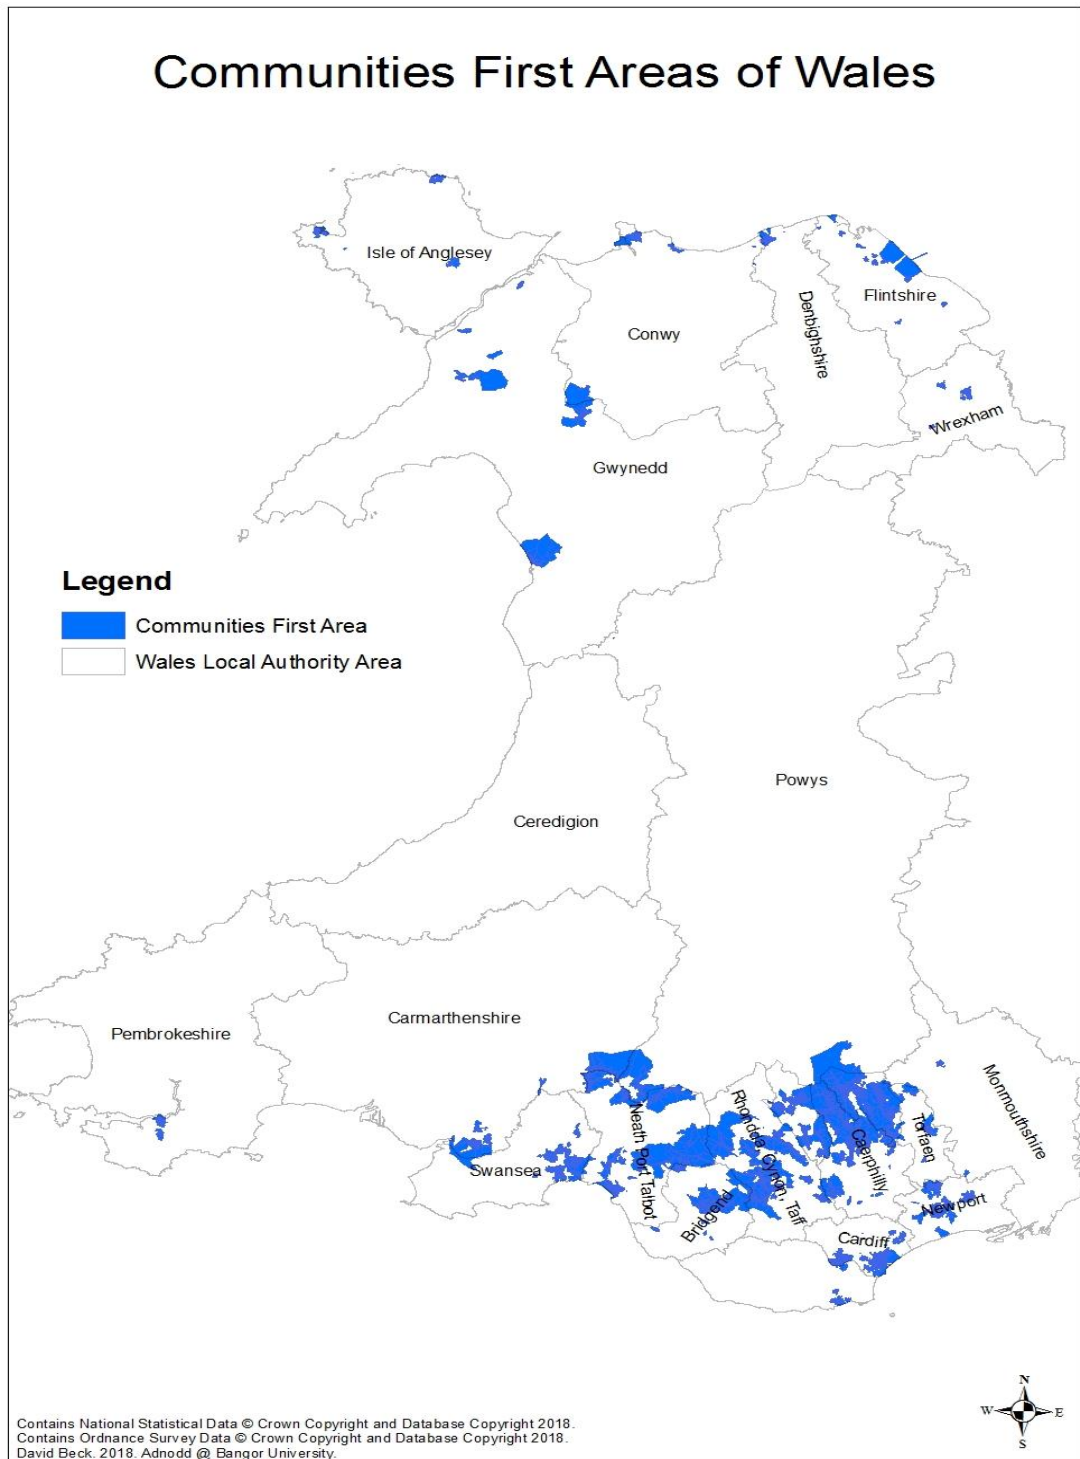 Communities First Areas of Wales
Isle of Anglesey
Conwy
Denbighshire
Flintshire
Wrexham
Gwynedd
Legend
Communities First Area
Wales Local Authority Area
Powys
Ceredigion
Pembrokeshire
Carmarthenshire
Monmouthshire
Swansea
Neath Port Talbot
Rhondda, Cynon, Taff
Caerphilly
Torfaen
Bridgend
Newport
Cardiff
N
W E
S
Contains National Statistical Data © Crown Copyright and Database Copyright 2018.
Contains Ordnance Survey Data © Crown Copyright and Database Copyright 2018.
David Beck. 2018. Adnodd @ Bangor University.